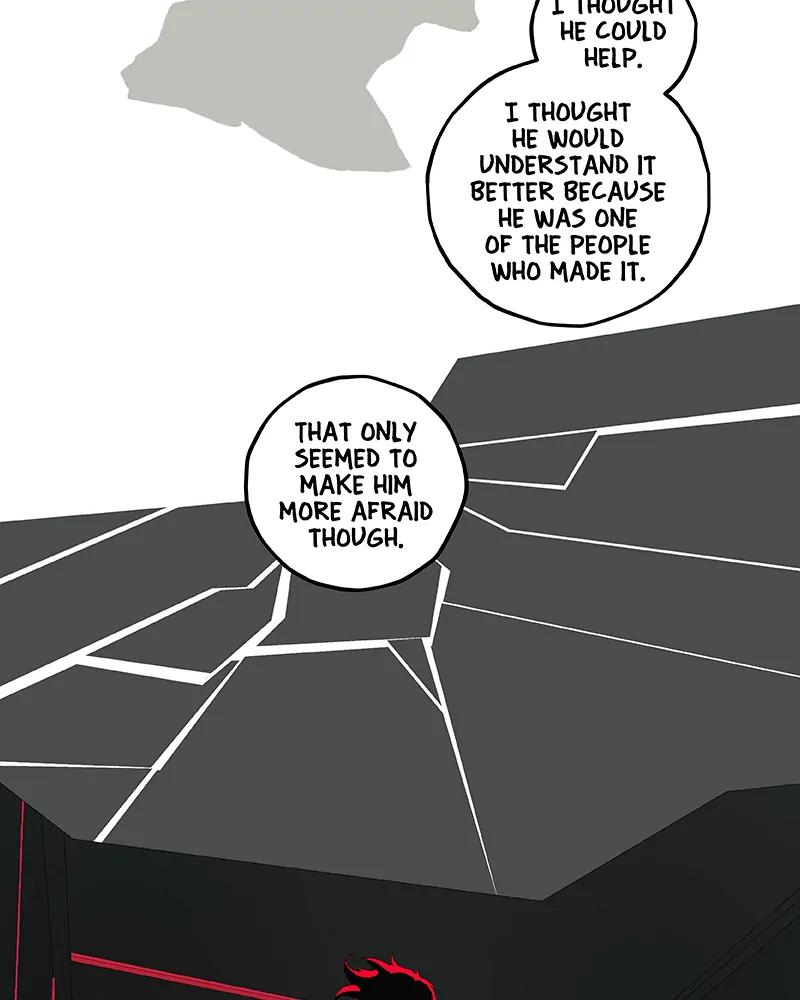 I THOUGHT
HE COULD
HELP.
I THOUGHT
HE WOULD
UNDERSTAND IT
BETTER BECAUSE
HE WAS ONE
OF THE PEOPLE
WHO MADE IT.
THAT ONLY
SEEMED TO
MAKE HIM
MORE AFRAID
THOUGH.